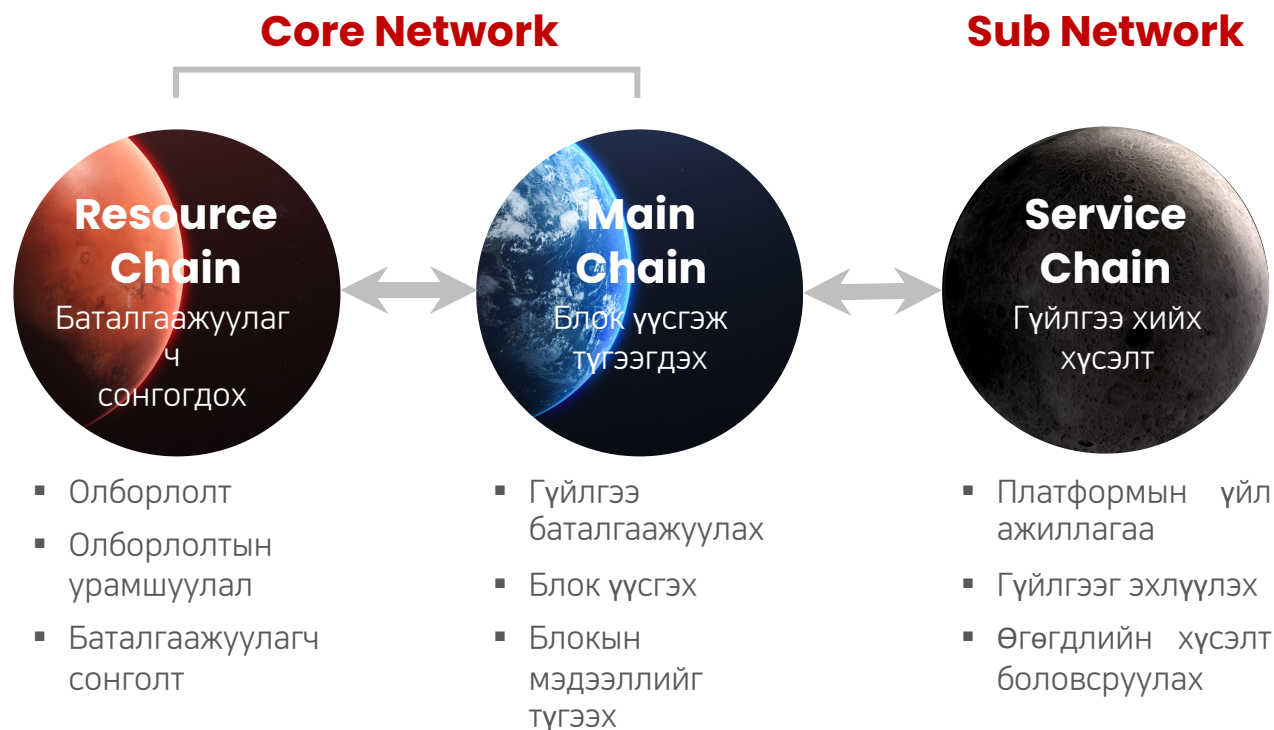 Core Network
Sub Network
Resource
Chain
Баталгаажуулаг
ч
сонгогдох
Main
Chain
Блок үүсгэж
түгээгдэх
Service
Chain
Гүйлгээ хийх
хүсэлт
▪ Олборлолт
▪ Олборлолтын
урамшуулал
▪ Баталгаажуулагч
сонголт
▪ Гүйлгээ
баталгаажуулах
▪ Блок үүсгэх
▪ Блокын
мэдээллийг
түгээх
▪ Платформын үйл
ажиллагаа
▪ Гүйлгээг эхлүүлэх
▪ Өгөгдлийн хүсэлт
боловсруулах